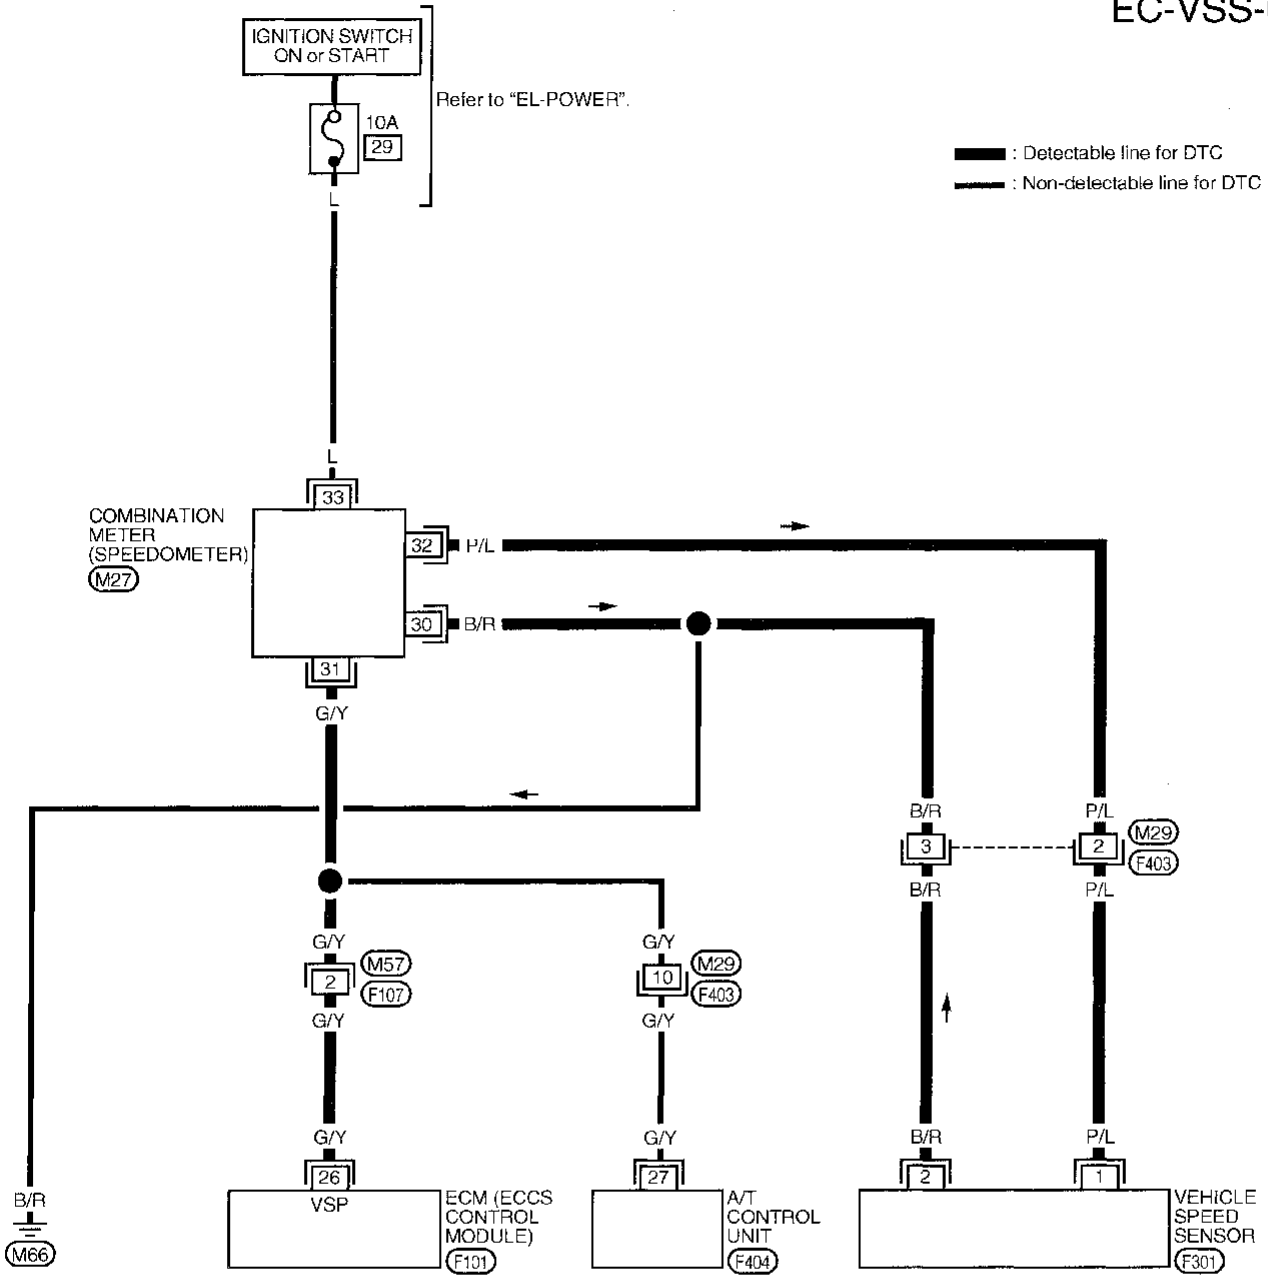 EC-VSS-
IGNITION SWITCH
ON or START
Refer to "EL-POWER".
10A
29
L
: Detectable line for DTC
: Non-detectable line for DTC
L
33
COMBINATION
METER
(SPEEDOMETER)
M27
32
P/L
30
B/R
31
G/Y
B/R
P/L
3
2
M29
F403
B/R
P/L
G/Y
G/Y
2
M57
F107
10
M29
F403
G/Y
G/Y
G/Y
G/Y
B/R
P/L
26
27
2
1
B/R
VSP
ECM (ECCS
CONTROL
MODULE)
F101
A/T
CONTROL
UNIT
F404
VEHICLE
SPEED
SENSOR
F301
M66